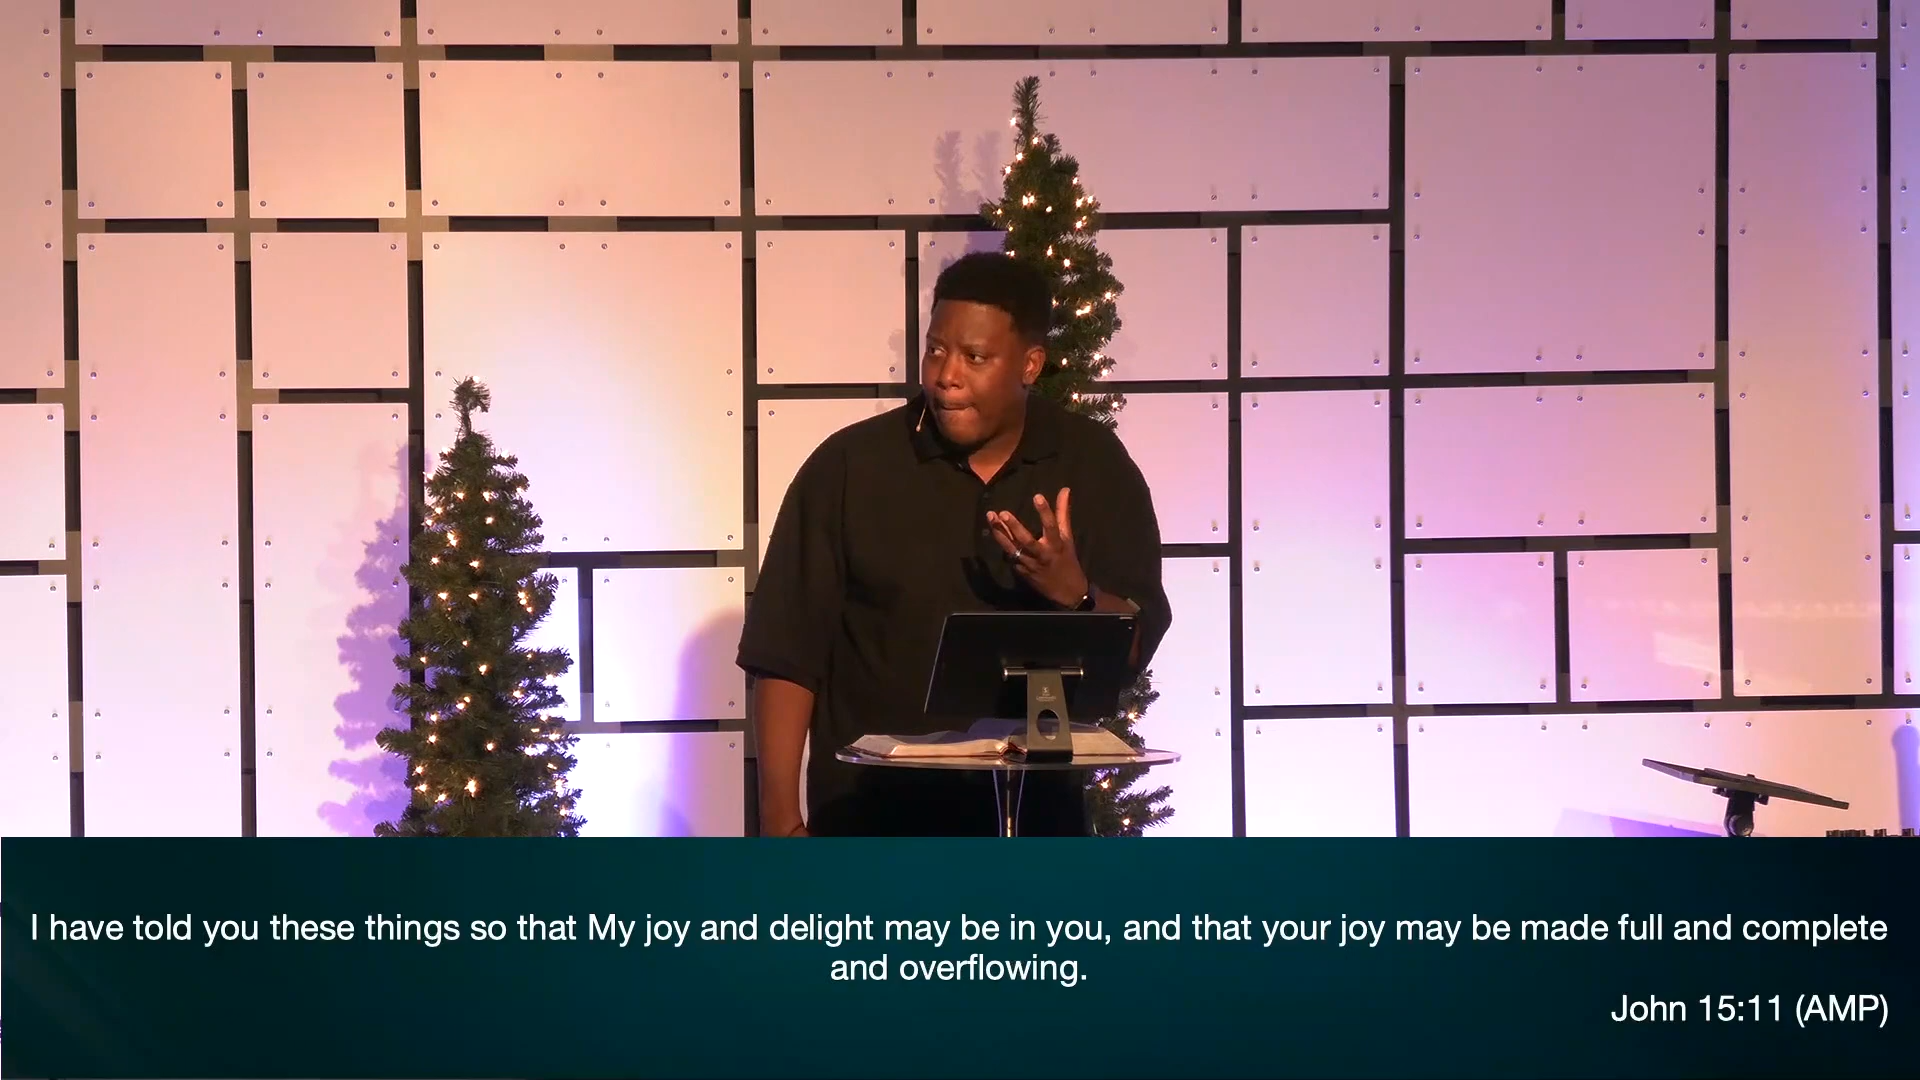 I have told you these things so that My joy and delight may be in you, and that your joy may be made full and complete
and overflowing.
John 15:11 (AMP)